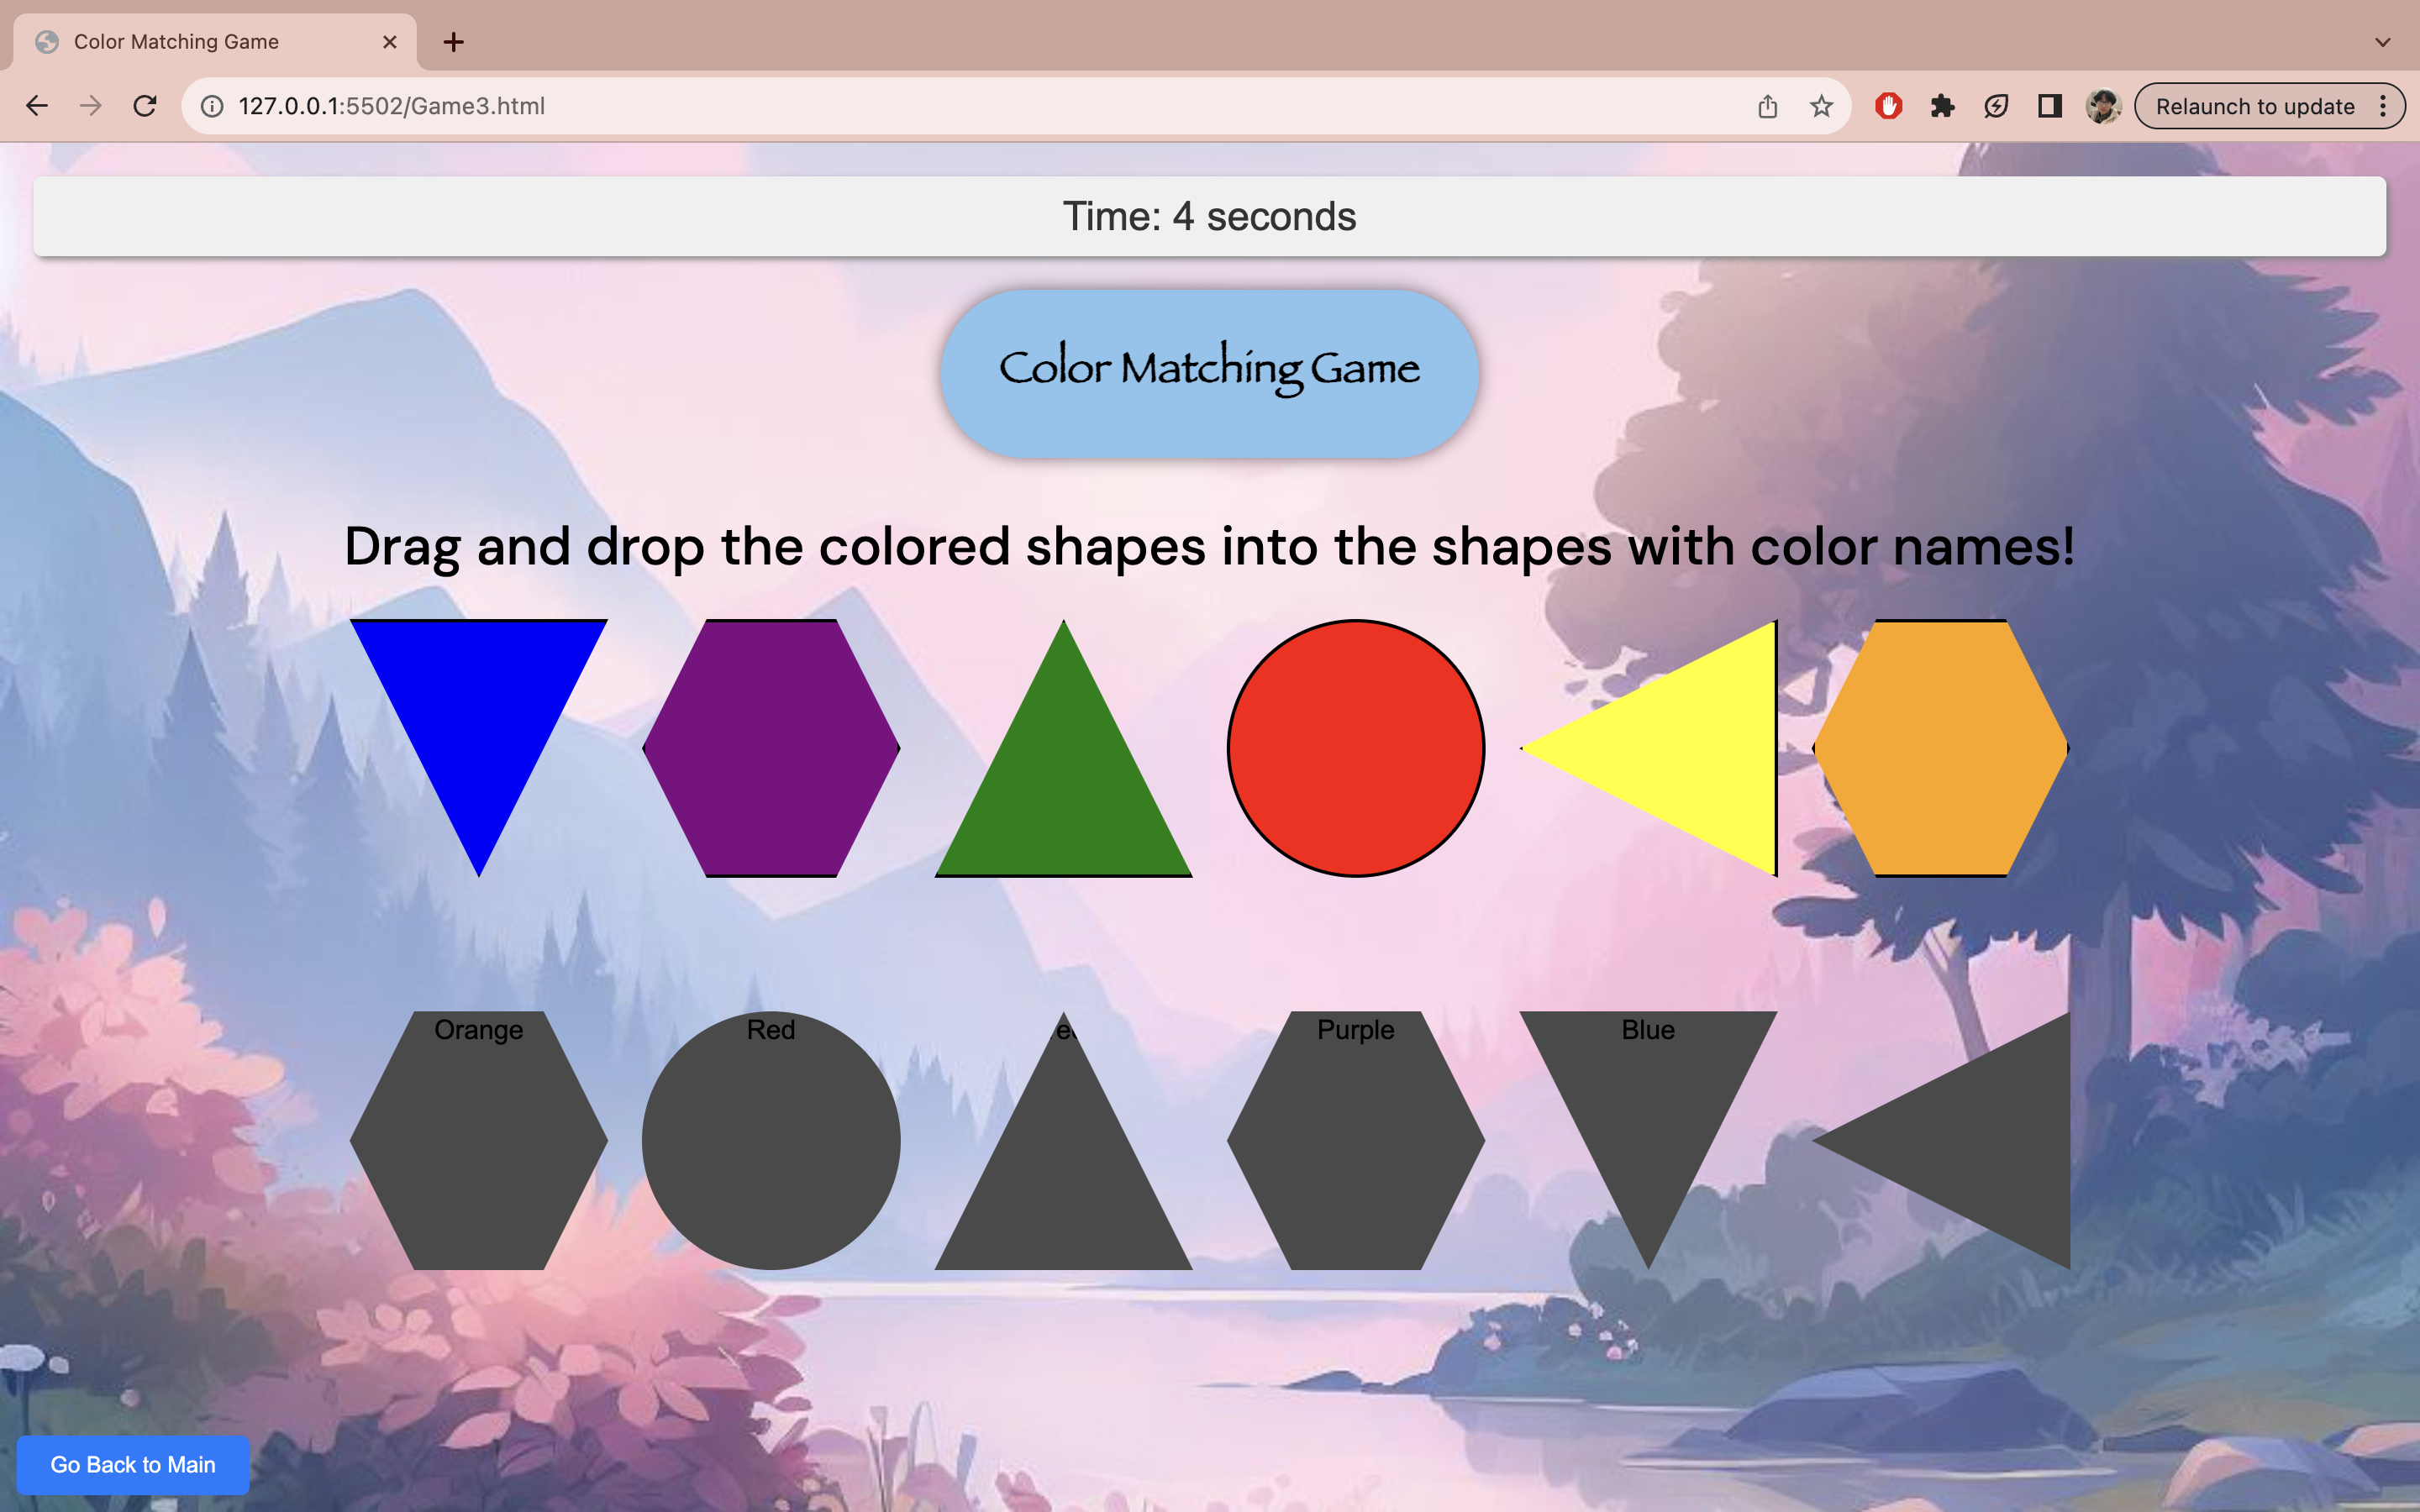 Color Matching Game
127.0.0.1:5502/Game3.html
Relaunch to update
Time: 4 seconds
Color Matching Game
Drag and drop the colored shapes into the shapes with color names!
Orange
Red
Purple
Blue
Go Back to Main